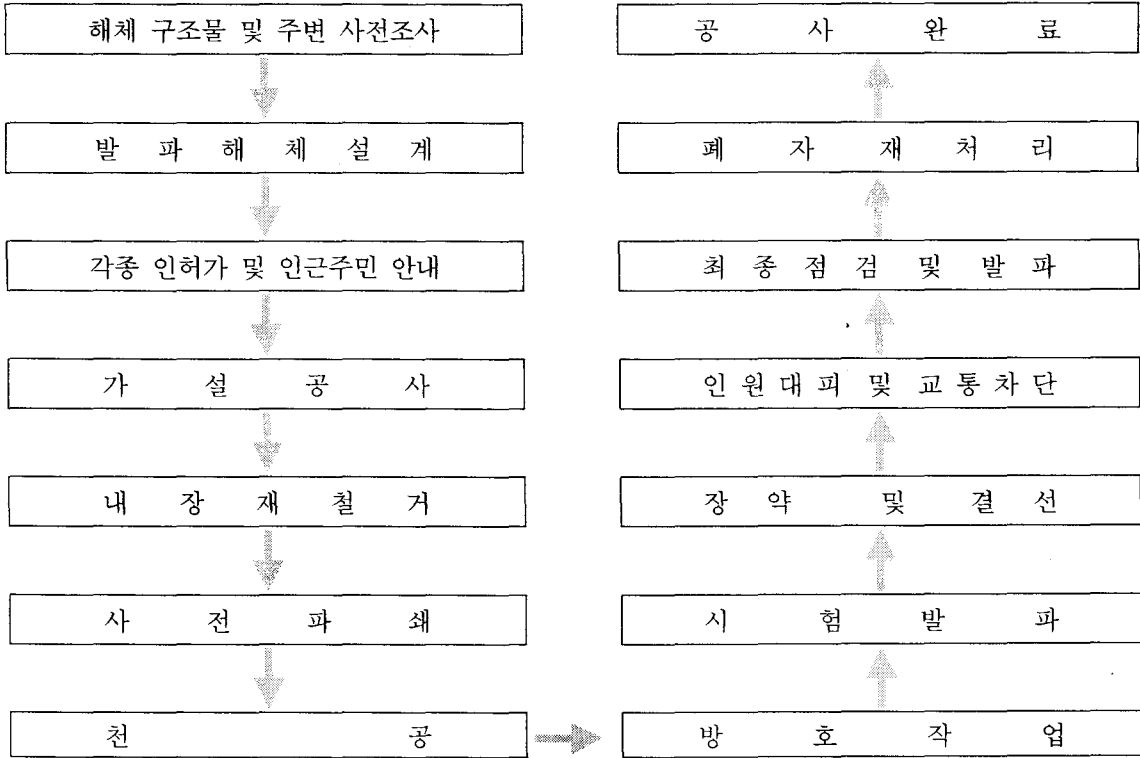 해체 구조물 및 주변 사전조사
발파해체설계
각종 인허가 및 인근주민 안내
가설공사
내장재철거
사전파쇄
천공
방호작업
시험발파
장약 및 결선
인원대피 및 교통차단
최종점검 및 발파
폐자재처리
공사완료